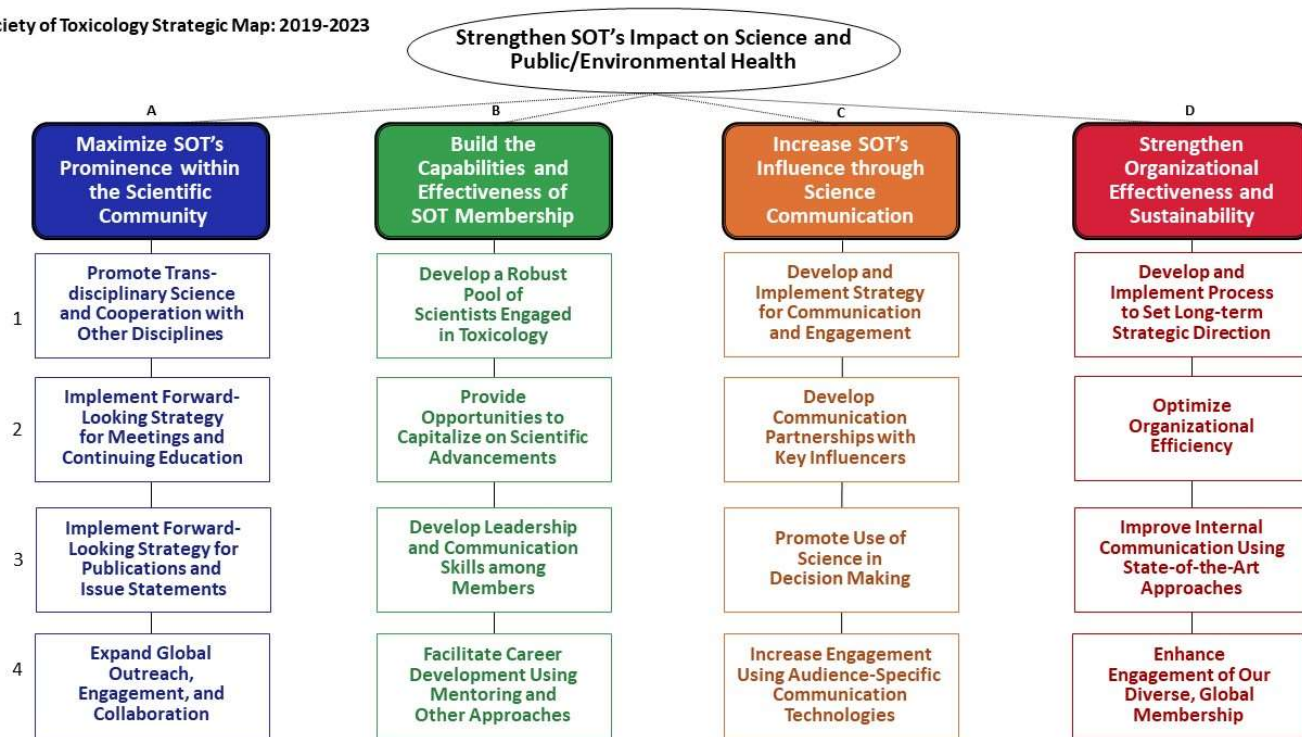 ciety of Toxicology Strategic Map: 2019-2023
Strengthen SOT's Impact on Science and
Public/Environmental Health
A
B
C
D
Maximize SOT's
Prominence within
the Scientific
Community
Build the
Capabilities and
Effectiveness of
SOT Membership
Increase SOT's
Influence through
Science
Communication
Strengthen
Organizational
Effectiveness and
Sustainability
1
Promote Trans-
disciplinary Science
and Cooperation with
Other Disciplines
Develop a Robust
Pool of
Scientists Engaged
in Toxicology
Develop and
Implement Strategy
for Communication
and Engagement
Develop and
Implement Process
to Set Long-term
Strategic Direction
2
Implement Forward-
Looking Strategy
for Meetings and
Continuing Education
Provide
Opportunities to
Capitalize on Scientific
Advancements
Develop
Communication
Partnerships with
Key Influencers
Optimize
Organizational
Efficiency
3
Implement Forward-
Looking Strategy for
Publications and
Issue Statements
Develop Leadership
and Communication
Skills among
Members
Promote Use of
Science in
Decision Making
Improve Internal
Communication Using
State-of-the-Art
Approaches
4
Expand Global
Outreach,
Engagement, and
Collaboration
Facilitate Career
Development Using
Mentoring and
Other Approaches
Increase Engagement
Using Audience-Specific
Communication
Technologies
Enhance
Engagement of Our
Diverse, Global
Membership